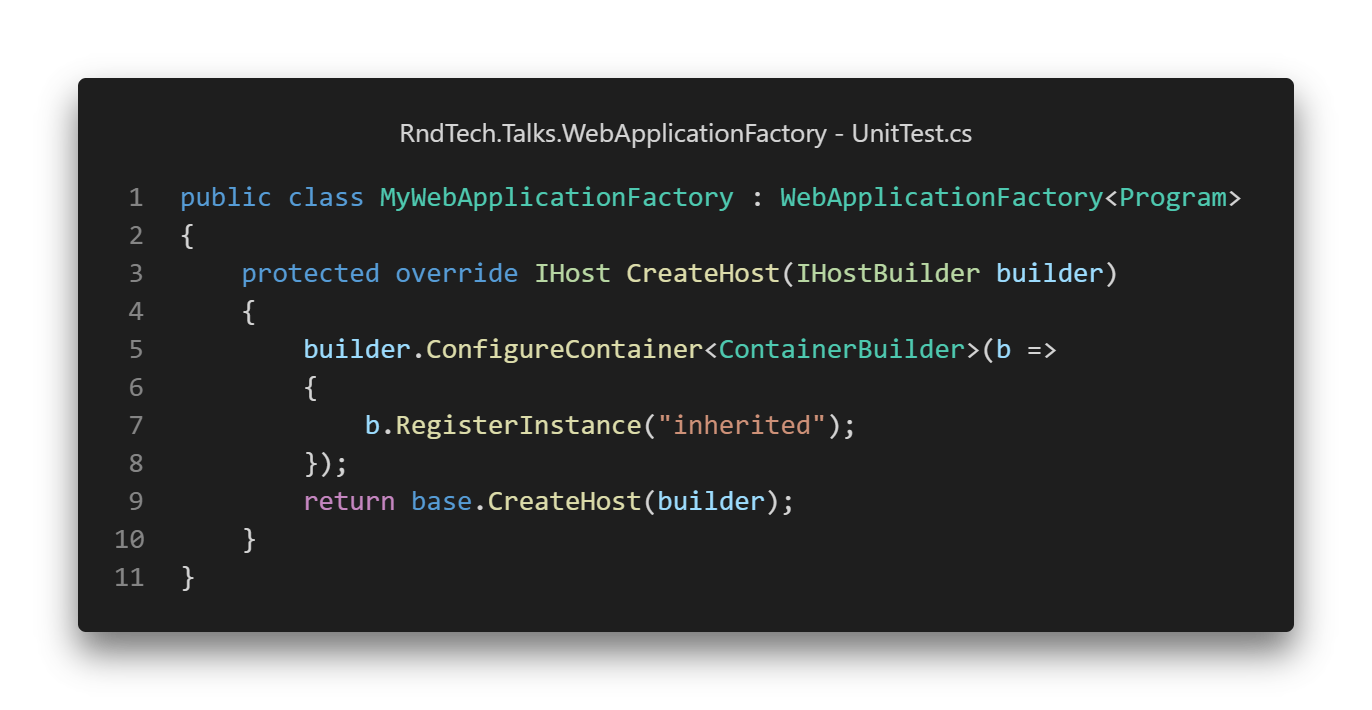 RndTech.Talks.WebApplicationFactory - UnitTest.cs
1 public class MyWebApplicationFactory : WebApplicationFactory<Program>
2 {
3     protected override IHost CreateHost(IHostBuilder builder)
4     {
5         builder.ConfigureContainer<ContainerBuilder>(b =>
6         {
7             b.RegisterInstance("inherited");
8         });
9         return base.CreateHost(builder);
10     }
11 }